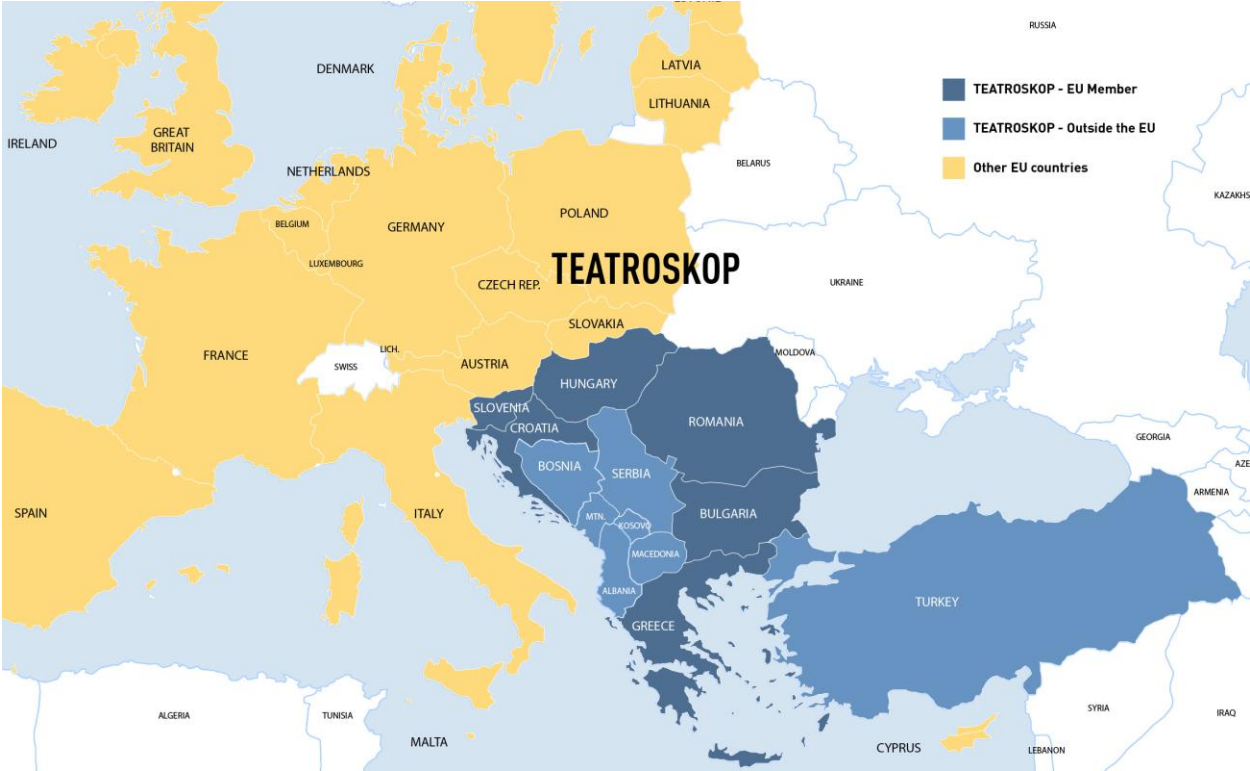 RUSSIA
DENMARK
LATVIA
TEATROSKOP - EU Member
LITHUANIA
TEATROSKOP - Outside the EU
GREAT
BRITAIN
IRELAND
BELARUS
Other EU countries
NETHERLANDS
KAZAKHS
POLAND
BELGIUM
GERMANY
LUXEMBOURG
TEATROSKOP
CZECH REP.
UKRAINE
SLOVAKIA
LICH.
MOLDOVA
FRANCE
SWISS
AUSTRIA
HUNGARY
SLOVENIA
ROMANIA
CROATIA
GEORGIA
BOSNIA
SERBIA
AZE
ARMENIA
SPAIN
ITALY
MTN.
BULGARIA
KOSOVO
MACEDONIA
ALBANIA
TURKEY
GREECE
SYRIA
ALGERIA
TUNISIA
IRAQ
MALTA
CYPRUS
LEBANON